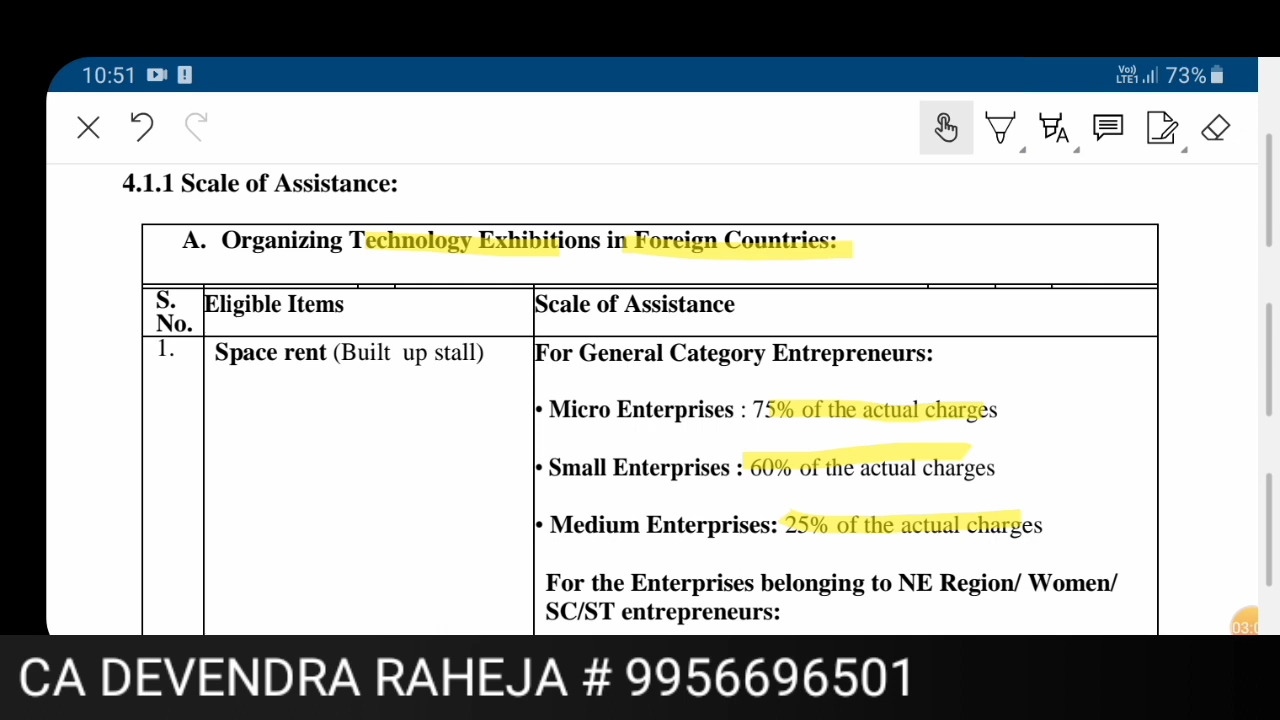 10:51
Vo))
LTE1 73%
4.1.1 Scale of Assistance:
A. Organizing Technology Exhibitions in Foreign Countries:
S. No. Eligible Items Scale of Assistance
1. Space rent (Built up stall) For General Category Entrepreneurs:
• Micro Enterprises : 75% of the actual charges
• Small Enterprises : 60% of the actual charges
• Medium Enterprises: 25% of the actual charges
For the Enterprises belonging to NE Region/ Women/
SC/ST entrepreneurs:
CA DEVENDRA RAHEJA # 9956696501